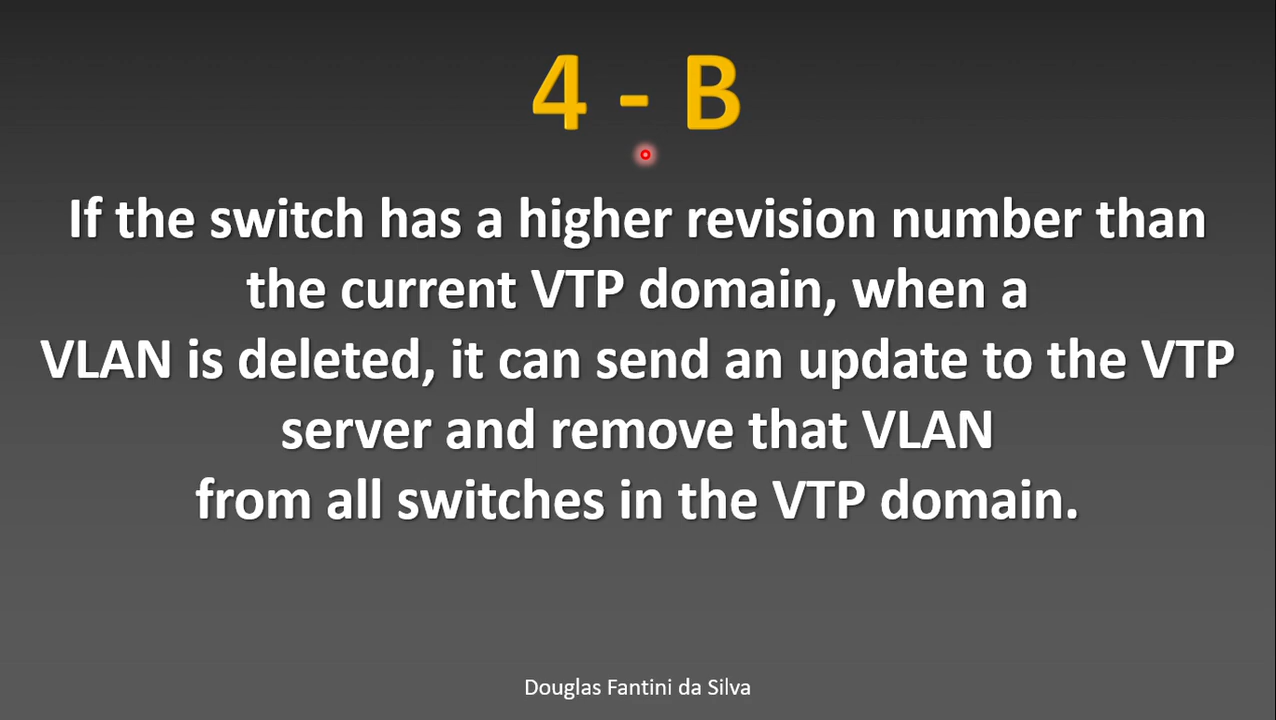 4 - B
If the switch has a higher revision number than
the current VTP domain, when a
VLAN is deleted, it can send an update to the VTP
server and remove that VLAN
from all switches in the VTP domain.
Douglas Fantini da Silva